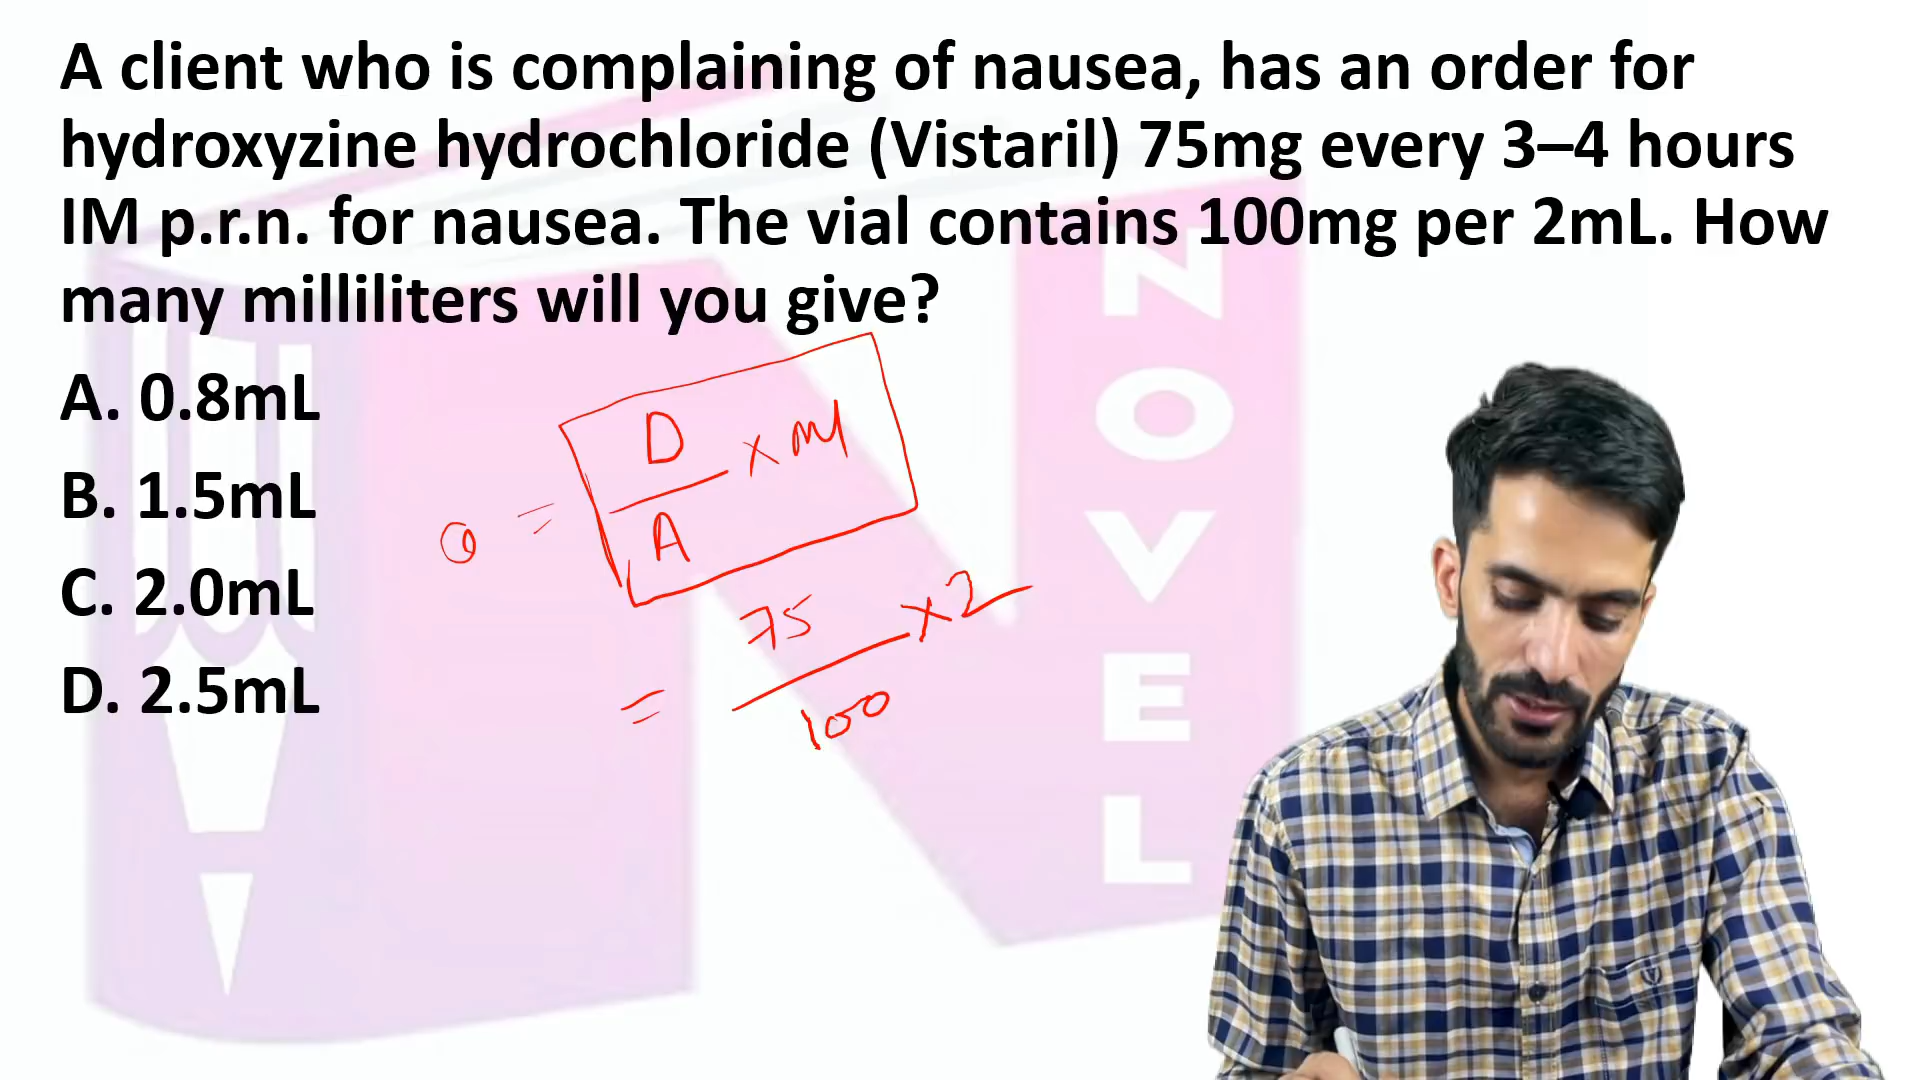 A client who is complaining of nausea, has an order for
hydroxyzine hydrochloride (Vistaril) 75mg every 3–4 hours
IM p.r.n. for nausea. The vial contains 100mg per 2mL. How
many milliliters will you give?
A. 0.8mL
B. 1.5mL
C. 2.0mL
D. 2.5mL
Q = D/A × ml
= 75/100 × 2
NOVEL